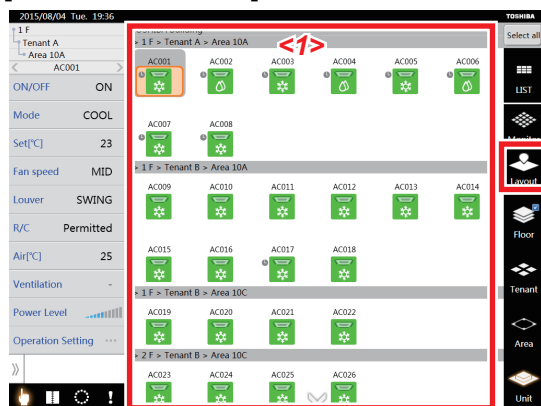 2015/08/04 Tue. 19:36
TOSHIBA
1 F
Tenant A
Area 10A
AC001
ON/OFF ON
Mode COOL
Set[°C] 23
Fan speed MID
Louver SWING
R/C Permitted
Air[°C] 25
Ventilation -
Power Level
Operation Setting ...
<1>
> 1 F > Tenant A > Area 10A
AC001 AC002 AC003 AC004 AC005 AC006
AC007 AC008
> 1 F > Tenant B > Area 10A
AC009 AC010 AC011 AC012 AC013 AC014
AC015 AC016 AC017 AC018
> 1 F > Tenant B > Area 10C
AC019 AC020 AC021 AC022
> 2 F > Tenant B > Area 10C
AC023 AC024 AC025 AC026
Select all
LIST
Monitor
Layout
Floor
Tenant
Area
Unit